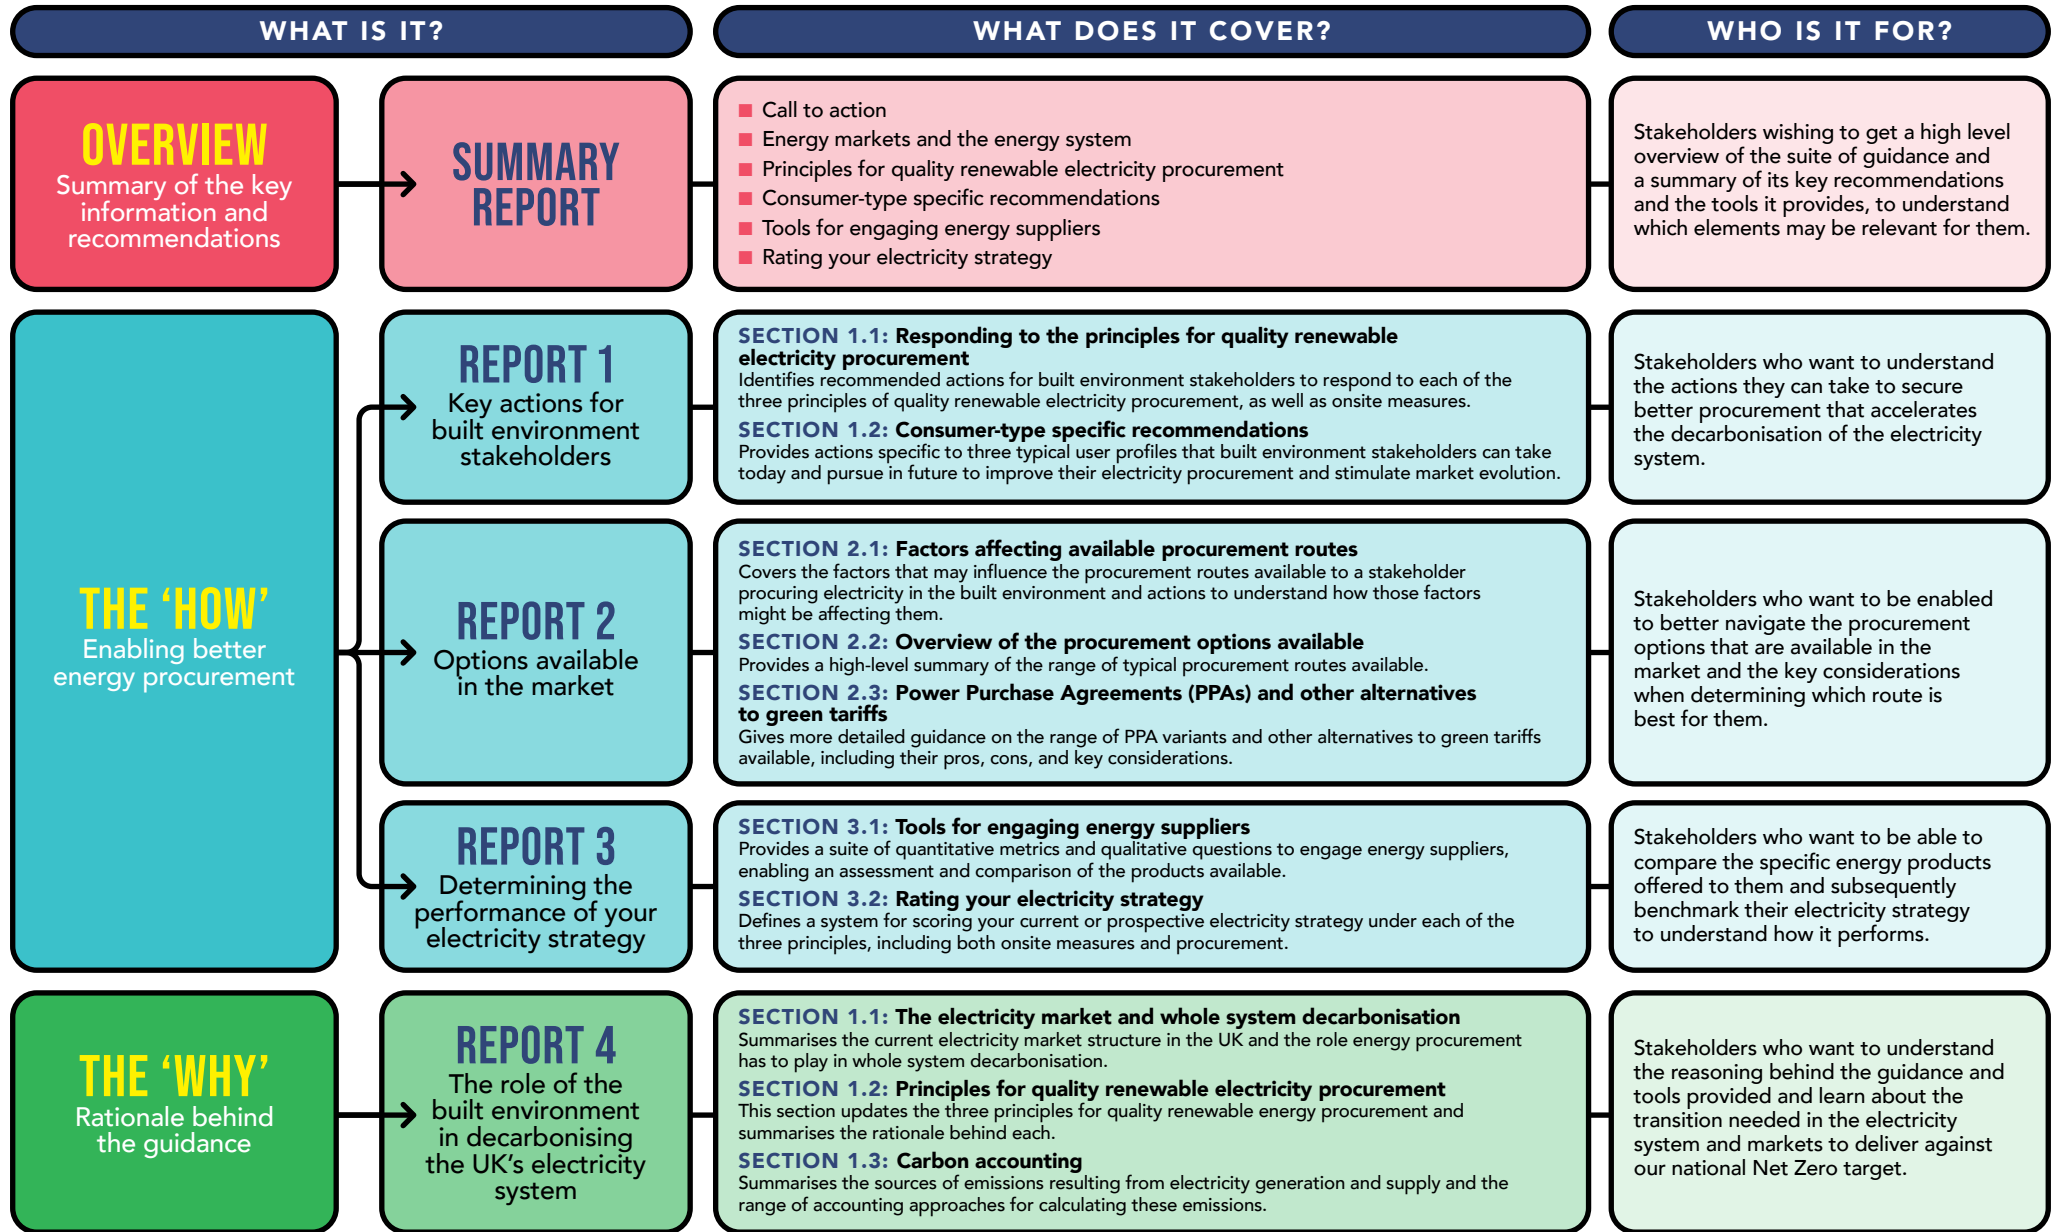 WHAT IS IT?
WHAT DOES IT COVER?
WHO IS IT FOR?
OVERVIEW
Summary of the key
information and
recommendations
SUMMARY
REPORT
Call to action
Energy markets and the energy system
Principles for quality renewable electricity procurement
Consumer-type specific recommendations
Tools for engaging energy suppliers
Rating your electricity strategy
Stakeholders wishing to get a high level
overview of the suite of guidance and
a summary of its key recommendations
and the tools it provides, to understand
which elements may be relevant for them.
THE ‘HOW’
Enabling better
energy procurement
REPORT 1
Key actions for
built environment
stakeholders
SECTION 1.1: Responding to the principles for quality renewable
electricity procurement
Identifies recommended actions for built environment stakeholders to respond to each of the
three principles of quality renewable electricity procurement, as well as onsite measures.
SECTION 1.2: Consumer-type specific recommendations
Provides actions specific to three typical user profiles that built environment stakeholders can take
today and pursue in future to improve their electricity procurement and stimulate market evolution.
Stakeholders who want to understand
the actions they can take to secure
better procurement that accelerates
the decarbonisation of the electricity
system.
REPORT 2
Options available
in the market
SECTION 2.1: Factors affecting available procurement routes
Covers the factors that may influence the procurement routes available to a stakeholder
procuring electricity in the built environment and actions to understand how those factors
might be affecting them.
SECTION 2.2: Overview of the procurement options available
Provides a high-level summary of the range of typical procurement routes available.
SECTION 2.3: Power Purchase Agreements (PPAs) and other alternatives
to green tariffs
Gives more detailed guidance on the range of PPA variants and other alternatives to green tariffs
available, including their pros, cons, and key considerations.
Stakeholders who want to be enabled
to better navigate the procurement
options that are available in the
market and the key considerations
when determining which route is
best for them.
REPORT 3
Determining the
performance of your
electricity strategy
SECTION 3.1: Tools for engaging energy suppliers
Provides a suite of quantitative metrics and qualitative questions to engage energy suppliers,
enabling an assessment and comparison of the products available.
SECTION 3.2: Rating your electricity strategy
Defines a system for scoring your current or prospective electricity strategy under each of the
three principles, including both onsite measures and procurement.
Stakeholders who want to be able to
compare the specific energy products
offered to them and subsequently
benchmark their electricity strategy
to understand how it performs.
THE ‘WHY’
Rationale behind
the guidance
REPORT 4
The role of the
built environment
in decarbonising
the UK’s electricity
system
SECTION 1.1: The electricity market and whole system decarbonisation
Summarises the current electricity market structure in the UK and the role energy procurement
has to play in whole system decarbonisation.
SECTION 1.2: Principles for quality renewable electricity procurement
This section updates the three principles for quality renewable energy procurement and
summarises the rationale behind each.
SECTION 1.3: Carbon accounting
Summarises the sources of emissions resulting from electricity generation and supply and the
range of accounting approaches for calculating these emissions.
Stakeholders who want to understand
the reasoning behind the guidance and
tools provided and learn about the
transition needed in the electricity
system and markets to deliver against
our national Net Zero target.